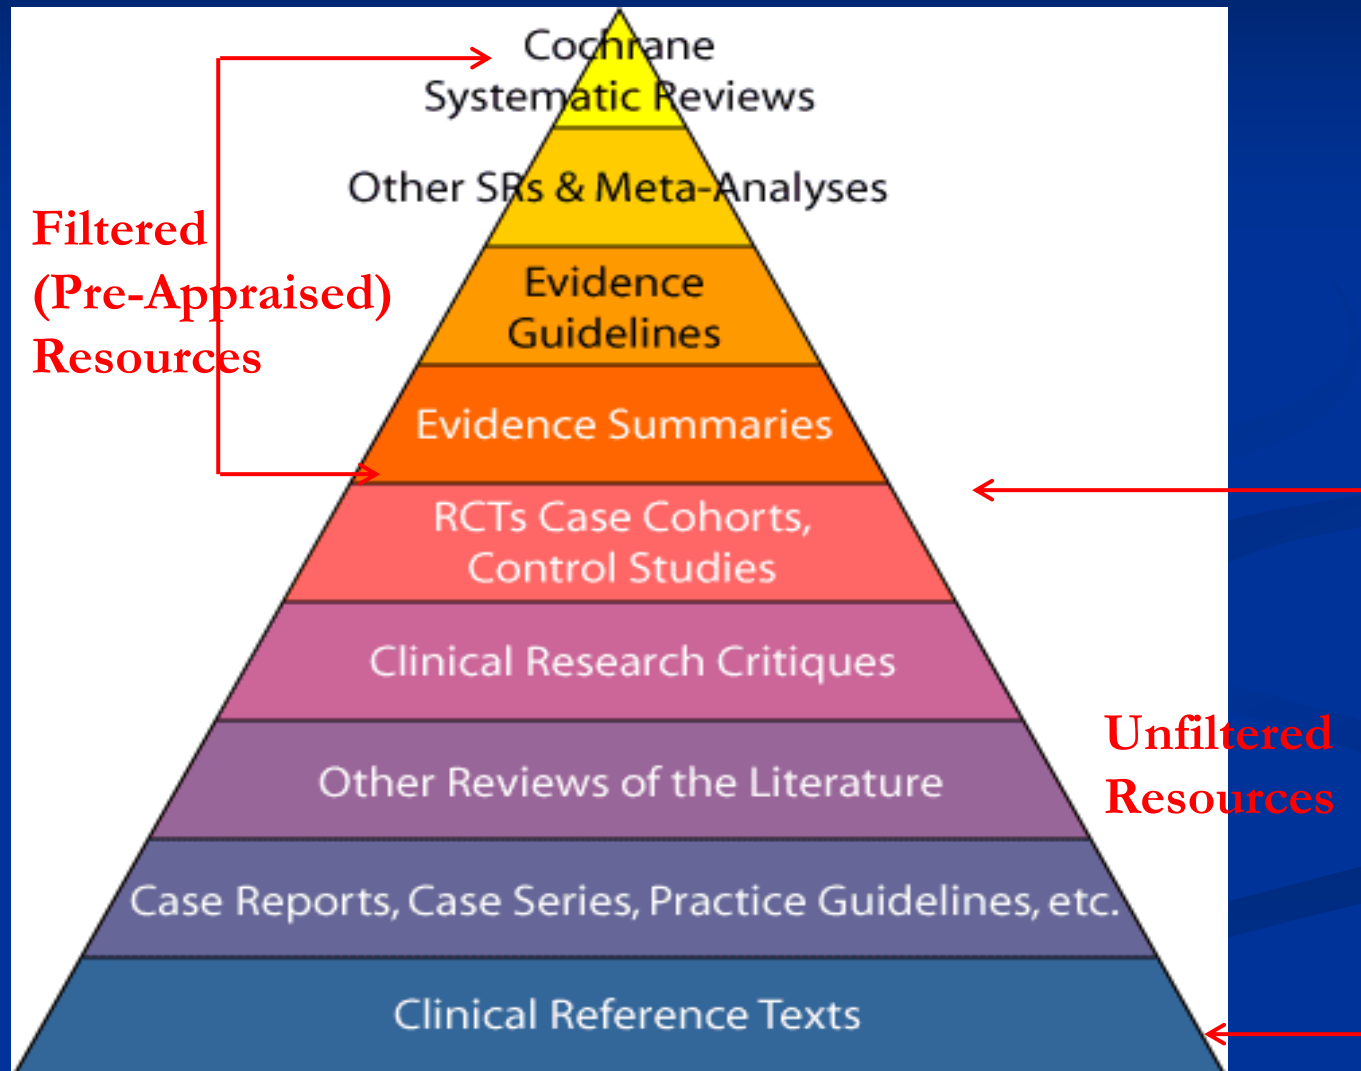 Cochrane
Systematic Reviews
Other SRs & Meta-Analyses
Filtered
(Pre-Appraised)
Resources
Evidence
Guidelines
Evidence Summaries
RCTs Case Cohorts,
Control Studies
Clinical Research Critiques
Unfiltered
Resources
Other Reviews of the Literature
Case Reports, Case Series, Practice Guidelines, etc.
Clinical Reference Texts